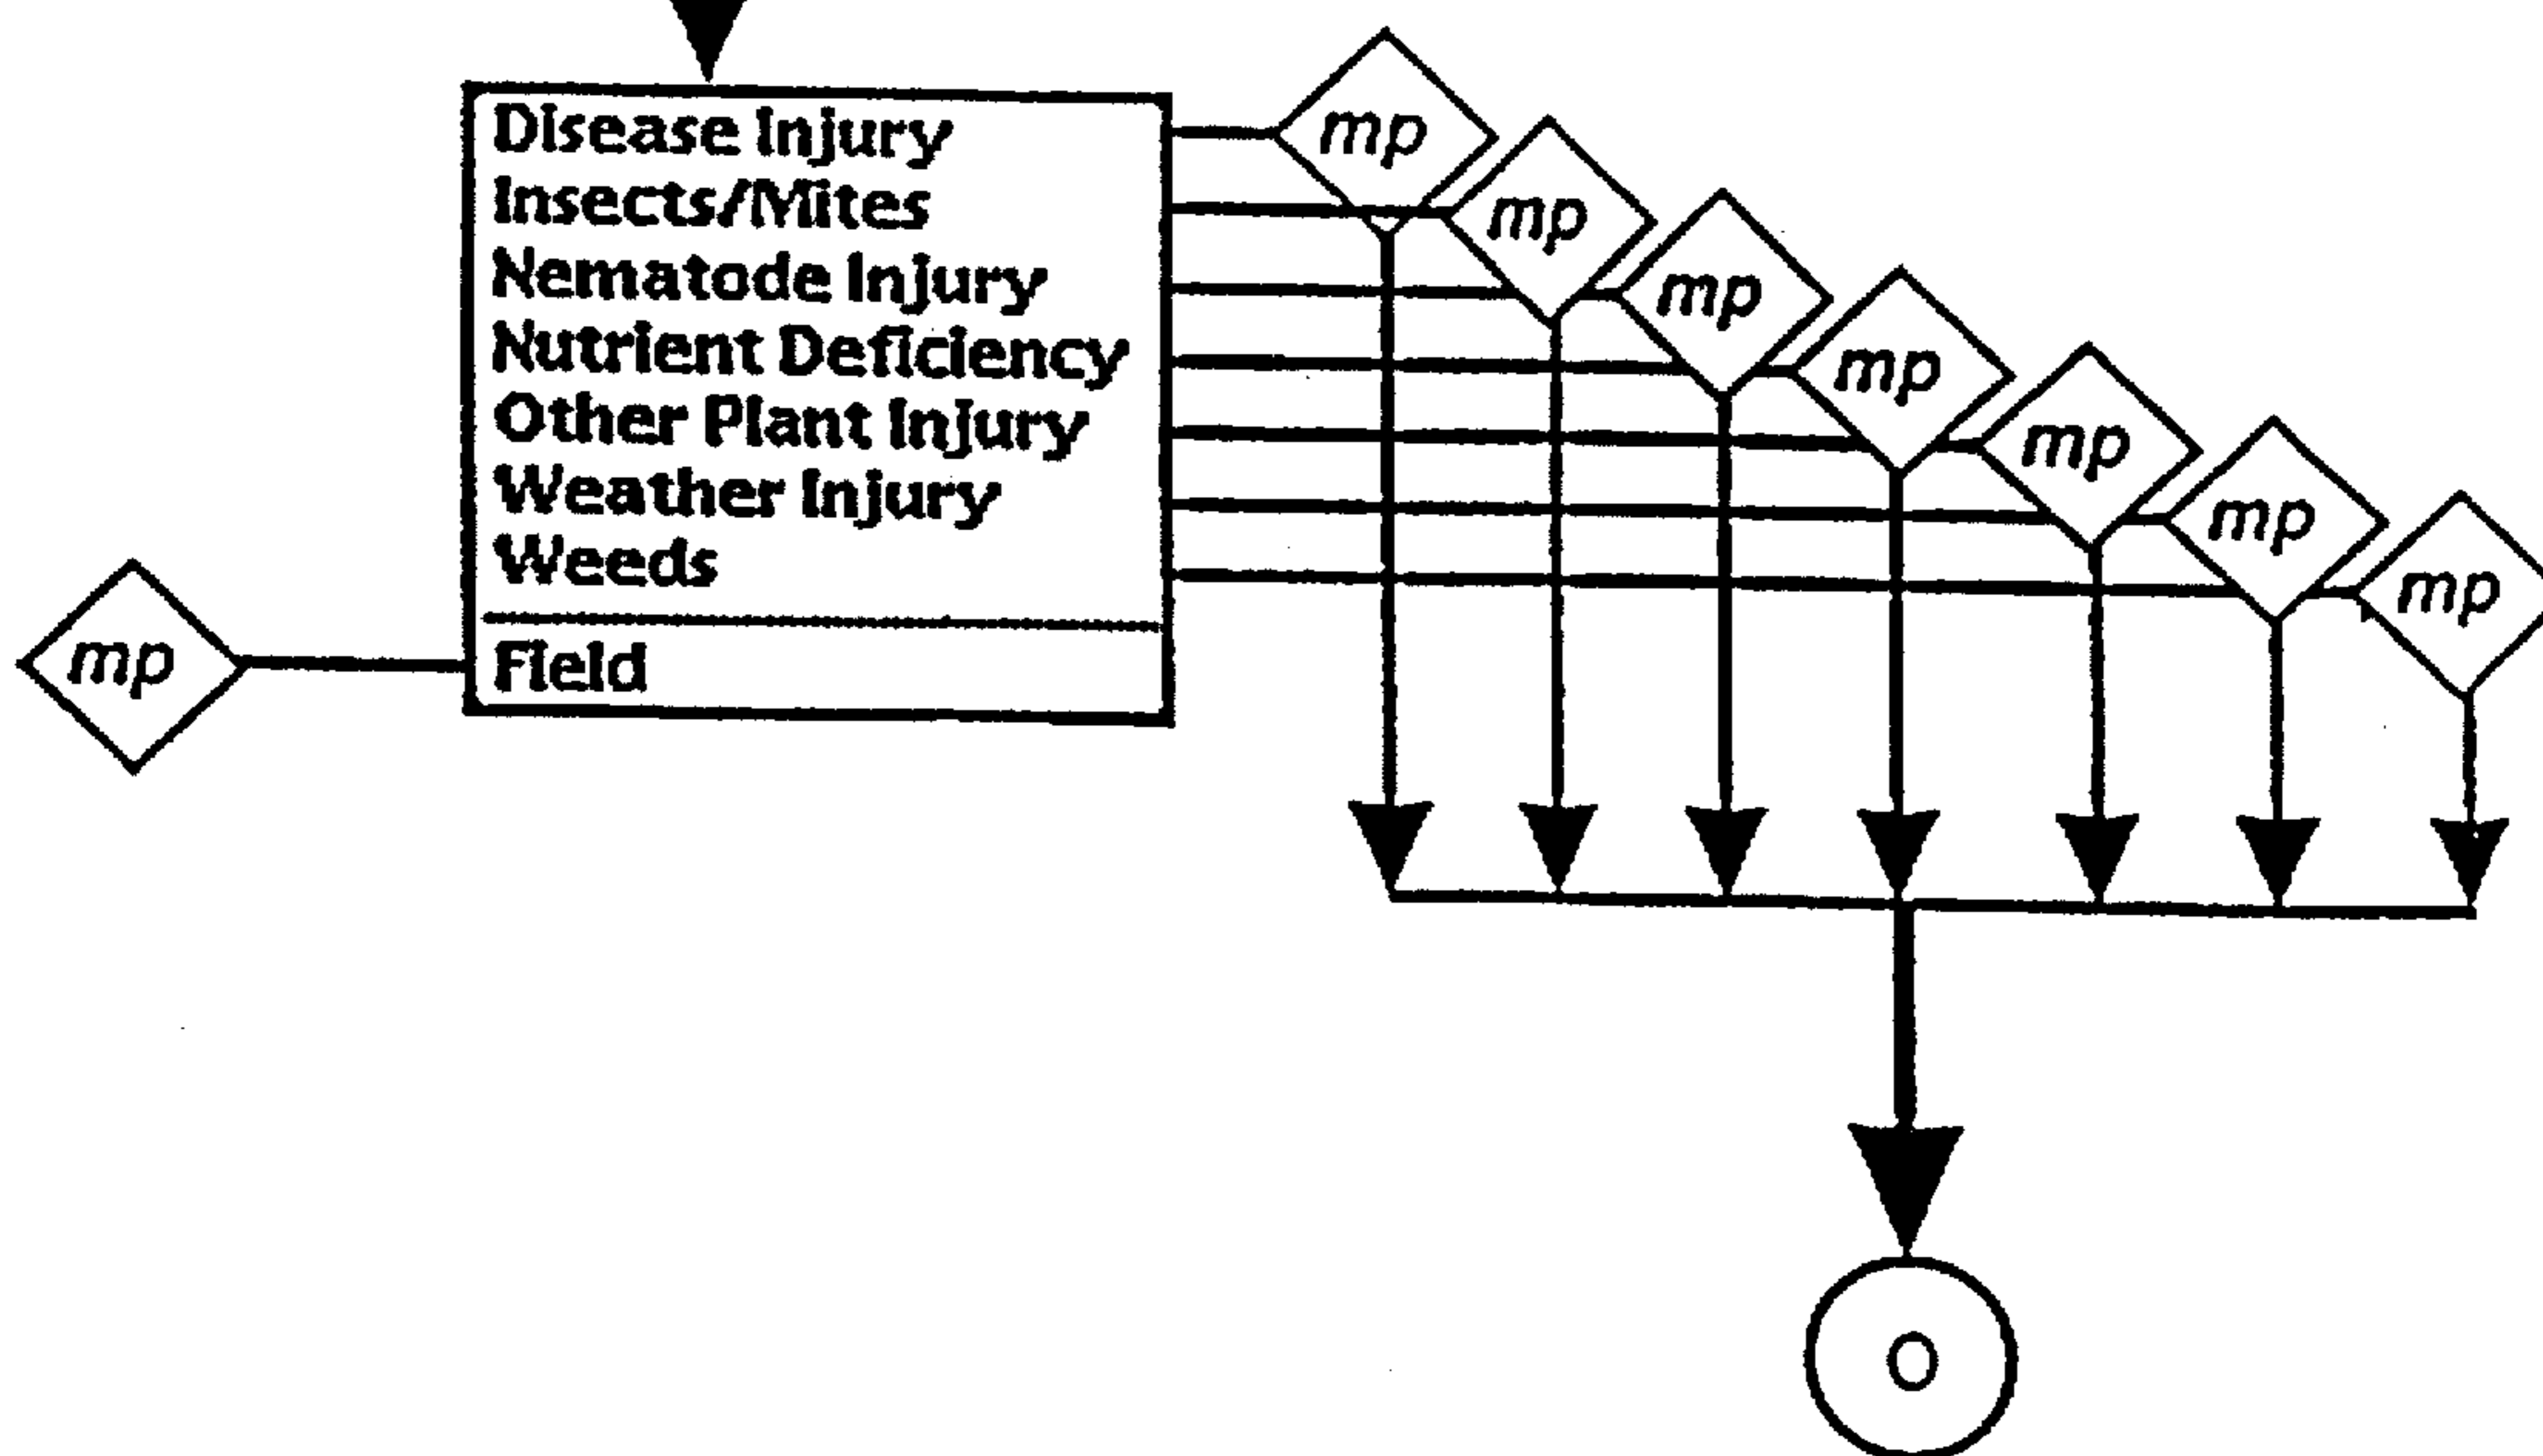 Disease Injury
Insects/Mites
Nematode Injury
Nutrient Deficiency
Other Plant Injury
Weather Injury
Weeds
Field
mp
mp
mp
mp
mp
mp
mp
mp
O